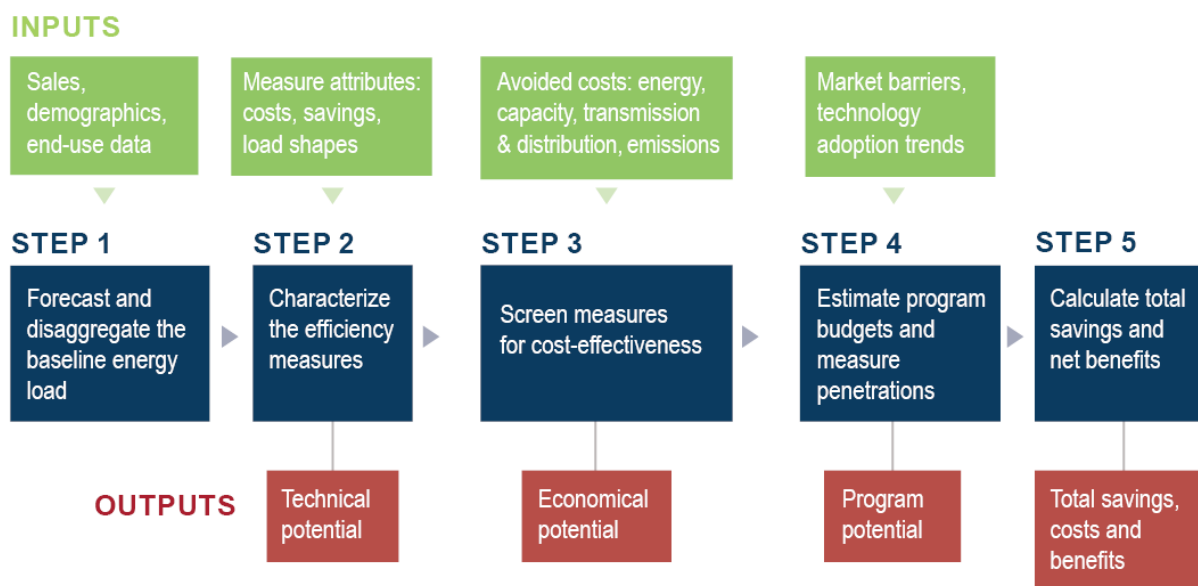 INPUTS
Sales,
demographics,
end-use data
Measure attributes:
costs, savings,
load shapes
Avoided costs: energy,
capacity, transmission
& distribution, emissions
Market barriers,
technology
adoption trends
STEP 1
Forecast and
disaggregate the
baseline energy
load
STEP 2
Characterize
the efficiency
measures
STEP 3
Screen measures
for cost-effectiveness
STEP 4
Estimate program
budgets and
measure
penetrations
STEP 5
Calculate total
savings and
net benefits
OUTPUTS
Technical
potential
Economical
potential
Program
potential
Total savings,
costs and
benefits